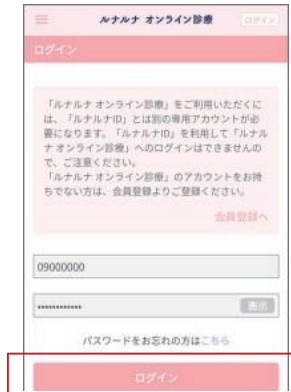 ルナルナ オンライン診療
ログイン
ログイン
「ルナルナ オンライン診療」をご利用いただくに
は、「ルナルナID」とは別の専用アカウントが必
要になります。「ルナルナID」を利用して「ルナル
ナ オンライン診療」へのログインはできませんの
で、ご注意ください。
「ルナルナ オンライン診療」のアカウントをお持
ちでない方は、会員登録よりご登録ください。
会員登録へ
09000000
••••••••••••
表示
パスワードをお忘れの方はこちら
ログイン